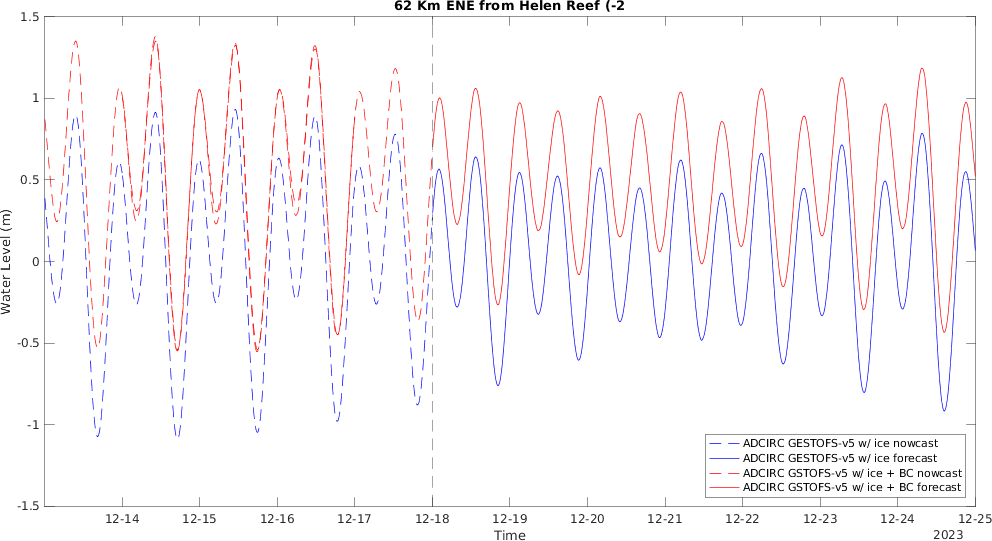 62 Km ENE from Helen Reef (-2
1.5
1
0.5
0
-0.5
-1
-1.5
Water Level (m)
12-14
12-15
12-16
12-17
12-18
12-19
12-20
12-21
12-22
12-23
12-24
12-25
Time
2023
ADCIRC GESTOFS-v5 w/ ice nowcast
ADCIRC GESTOFS-v5 w/ ice forecast
ADCIRC GSTOFS-v5 w/ ice + BC nowcast
ADCIRC GSTOFS-v5 w/ ice + BC forecast